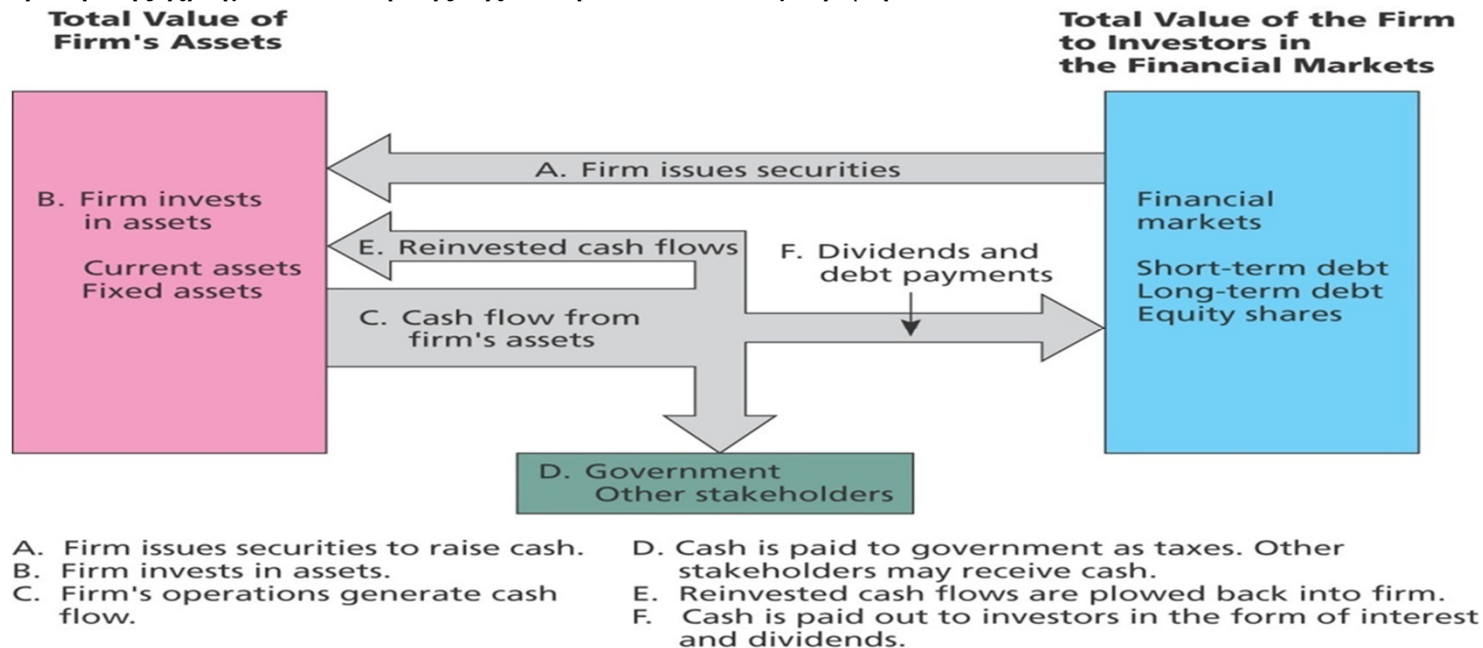 Total Value of
Firm's Assets
Total Value of the Firm
to Investors in
the Financial Markets
A. Firm issues securities
B. Firm invests
in assets
Current assets
Fixed assets
E. Reinvested cash flows
F. Dividends and
debt payments
C. Cash flow from
firm's assets
Financial
markets
Short-term debt
Long-term debt
Equity shares
D. Government
Other stakeholders
A. Firm issues securities to raise cash.
B. Firm invests in assets.
C. Firm's operations generate cash
flow.
D. Cash is paid to government as taxes. Other
stakeholders may receive cash.
E. Reinvested cash flows are plowed back into firm.
F. Cash is paid out to investors in the form of interest
and dividends.